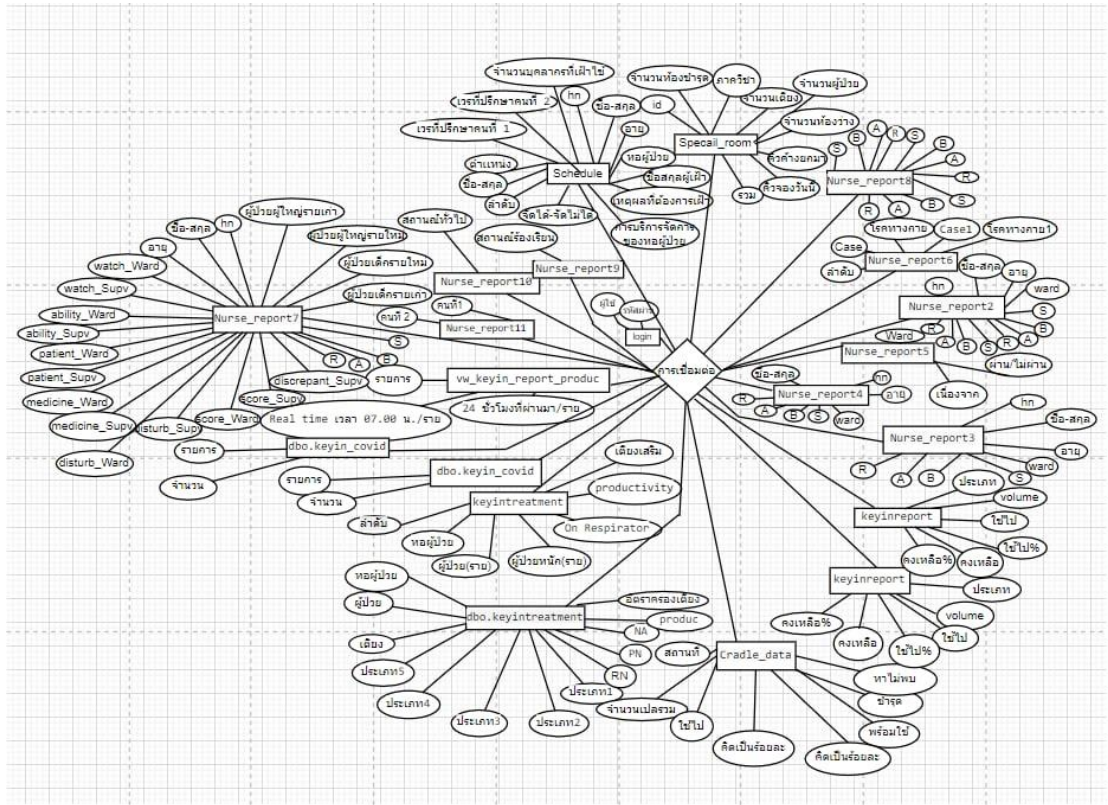 จำนวนบุคลากรที่เฝ้าไข้
เวรที่ปรึกษาคนที่ 2
hn
ชื่อ-สกุล
เวรที่ปรึกษาคนที่ 1
อายุ
ตำแหน่ง
Schedule
หอผู้ป่วย
ชื่อ-สกุล
ชื่อสกุลผู้เฝ้า
ลำดับ
เหตุผลที่ต้องการเฝ้า
จัดได้-จัดไม่ได้
การบริการจัดการ
ของหอผู้ป่วย
จำนวนห้องชำรุด
ภาควิชา
จำนวนผู้ป่วย
id
จำนวนเตียง
จำนวนห้องว่าง
Specail_room
คิวค้างยกมา
คิวจองวันนี้
รวม
S
B
A
R
S
B
A
R
S
B
A
R
Nurse_report8
โรคทางกาย
Case1
โรคทางกาย1
Case
ลำดับ
Nurse_report6
ชื่อ-สกุล
อายุ
hn
ward
Nurse_report2
S
R
A
B
S
R
A
B
ผ่าน/ไม่ผ่าน
Ward
Nurse_report5
เนื่องจาก
ชื่อ-สกุล
hn
Nurse_report4
อายุ
R
A
B
S
ward
hn
Nurse_report3
ชื่อ-สกุล
อายุ
ward
R
A
B
S
ประเภท
volume
keyinreport
ใช้ไป
ใช้ไป%
คงเหลือ%
คงเหลือ
keyinreport
ประเภท
volume
คงเหลือ%
คงเหลือ
ใช้ไป%
ใช้ไป
สถานที่
Cradle_data
หาไม่พบ
ชำรุด
พร้อมใช้
จำนวนเปลรวม
ใช้ไป
คิดเป็นร้อยละ
คิดเป็นร้อยละ
สถานณ์ทั่วไป
สถานณ์ร้องเรียน
Nurse_report9
Nurse_report10
คนที่1
Nurse_report11
คนที่ 2
ผู้ใช้
รหัสผ่าน
login
การเชื่อมต่อ
ผู้ป่วยผู้ใหญ่รายเก่า
ชื่อ-สกุล
hn
ผู้ป่วยผู้ใหญ่รายใหม่
อายุ
ผู้ป่วยเด็กรายใหม่
watch_Ward
watch_Supv
ผู้ป่วยเด็กรายเก่า
ability_Ward
Nurse_report7
ability_Supv
S
patient_Ward
R
A
B
patient_Supv
discrepant_Supv
medicine_Ward
score_Supv
medicine_Supv
disturb_Supv
score_Ward
disturb_Ward
รายการ
vw_keyin_report_produc
Real time เวลา 07.00 น./ราย
24 ชั่วโมงที่ผ่านมา/ราย
รายการ
dbo.keyin_covid
จำนวน
dbo.keyin_covid
รายการ
จำนวน
เตียงเสริม
keyintreatment
productivity
ลำดับ
On Respirator
หอผู้ป่วย
ผู้ป่วย(ราย)
ผู้ป่วยหนัก(ราย)
หอผู้ป่วย
ผู้ป่วย
dbo.keyintreatment
อัตราครองเตียง
produc
NA
PN
RN
เตียง
ประเภท5
ประเภท4
ประเภท3
ประเภท2
ประเภท1